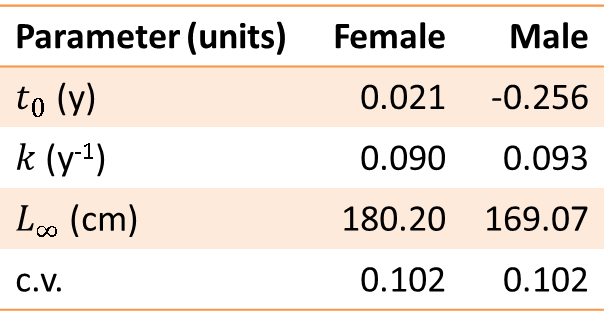 Parameter (units) Female Male
t₀ (y) 0.021 -0.256
k (y⁻¹) 0.090 0.093
L∞ (cm) 180.20 169.07
c.v. 0.102 0.102